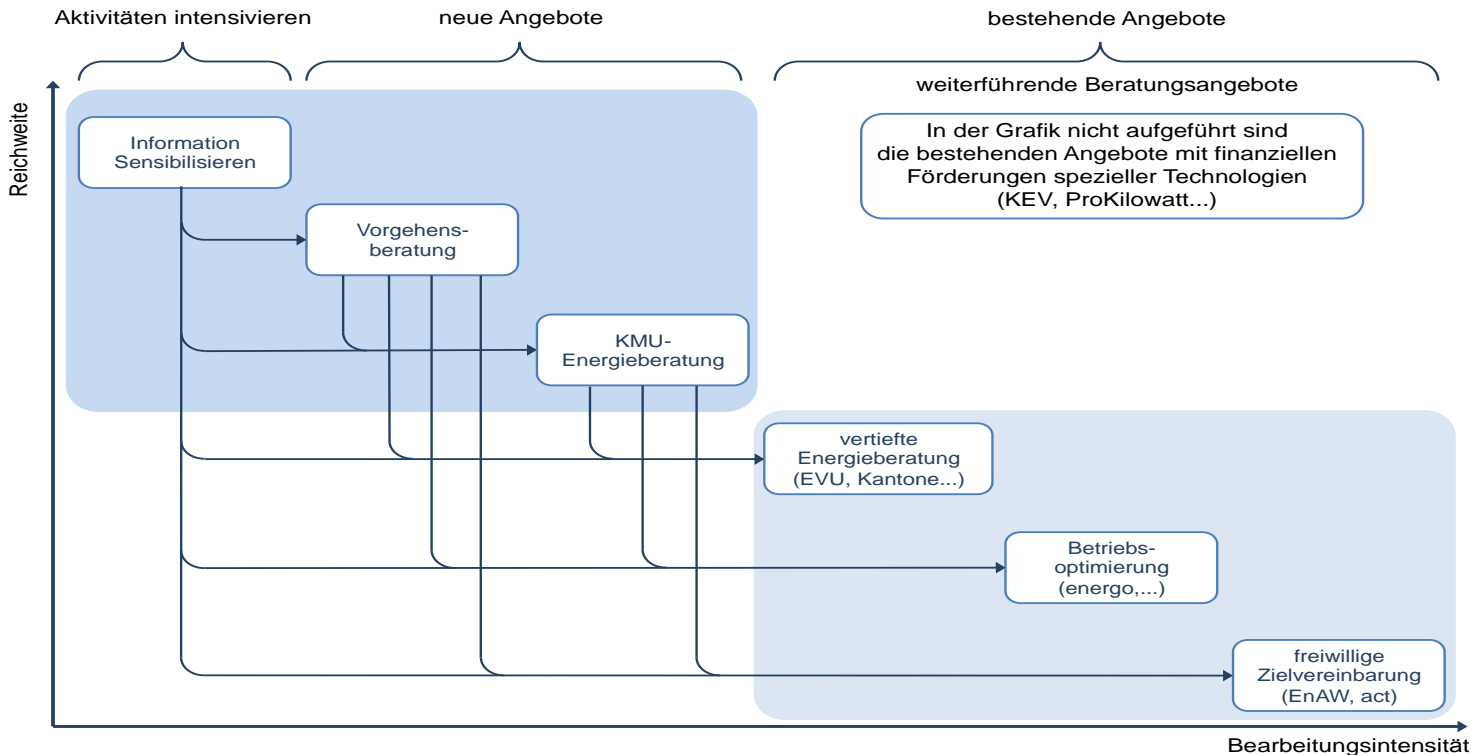 Aktivitäten intensivieren
neue Angebote
bestehende Angebote
weiterführende Beratungsangebote
Reichweite
Information
Sensibilisieren
In der Grafik nicht aufgeführt sind
die bestehenden Angebote mit finanziellen
Förderungen spezieller Technologien
(KEV, ProKilowatt...)
Vorgehens-
beratung
KMU-
Energieberatung
vertiefte
Energieberatung
(EVU, Kantone...)
Betriebs-
optimierung
(energo,...)
freiwillige
Zielvereinbarung
(EnAW, act)
Bearbeitungsintensität